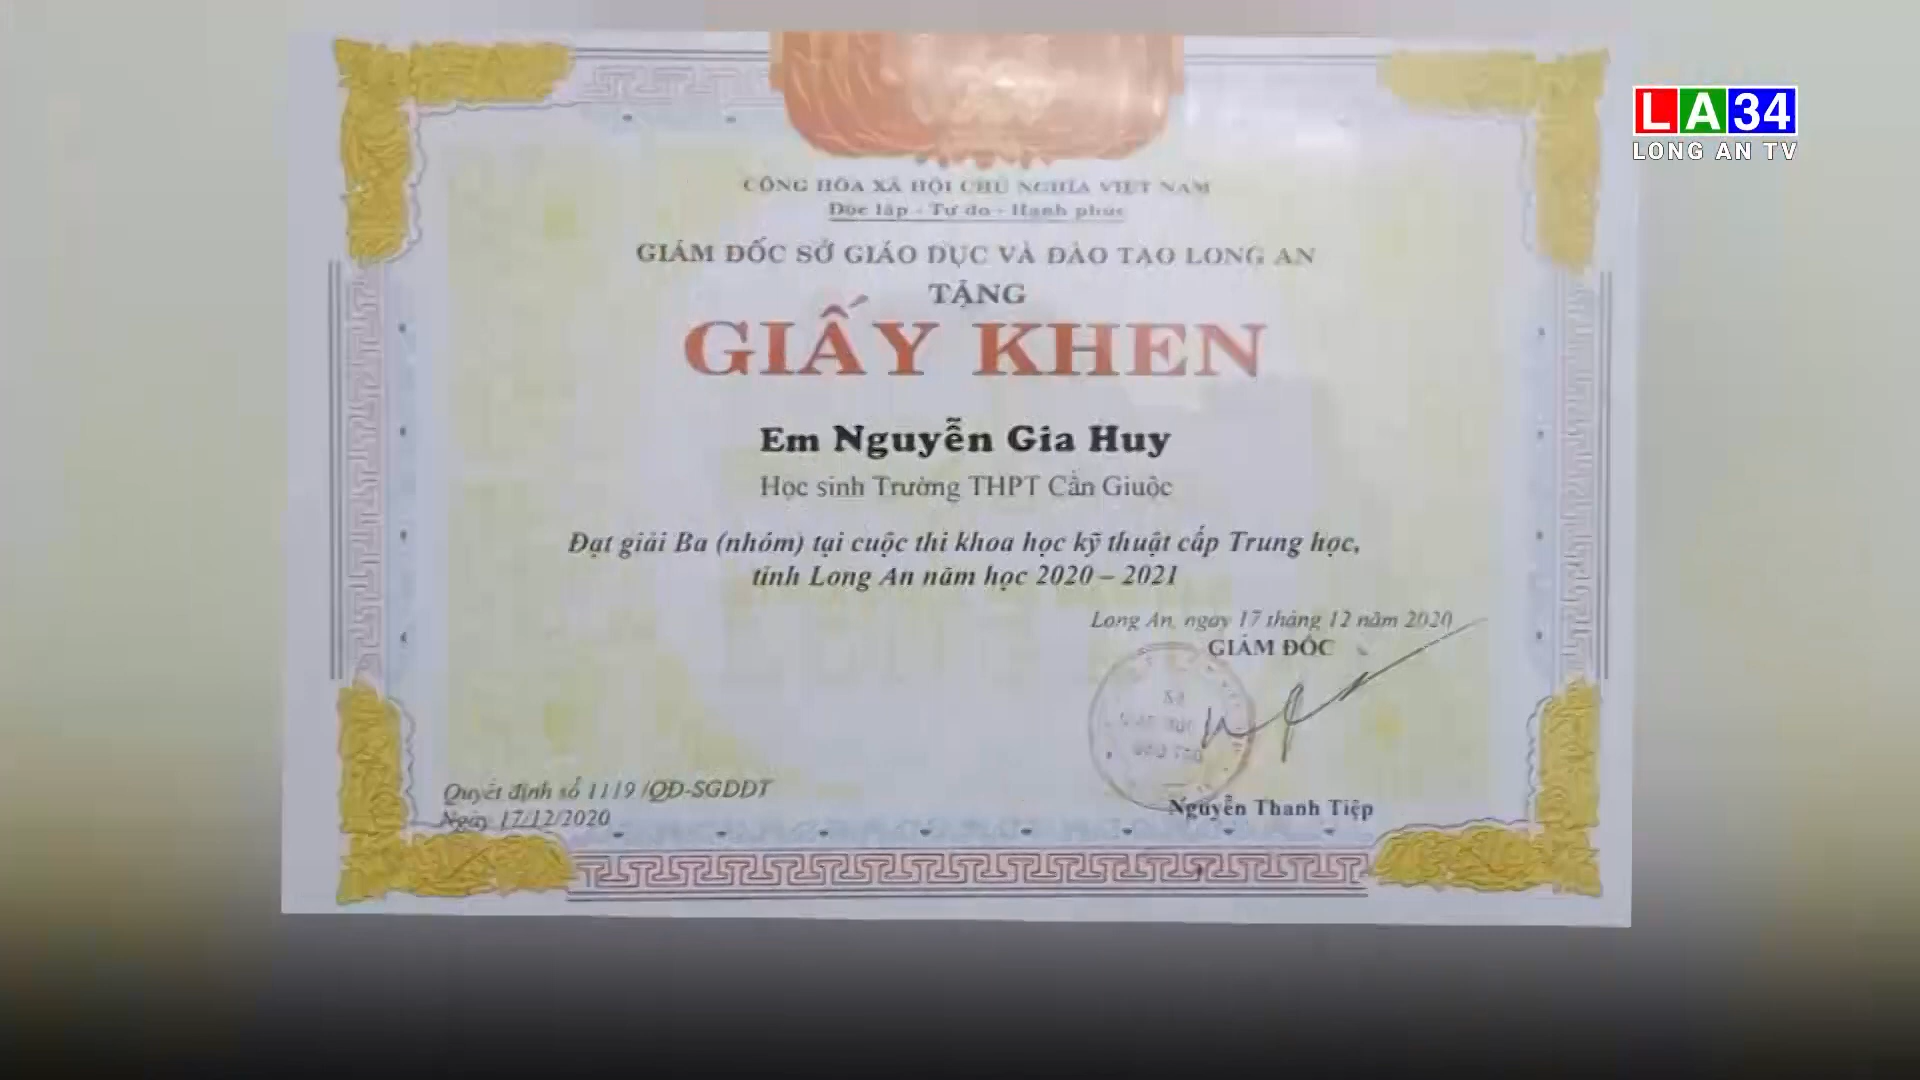 LA34
LONG AN TV
CỘNG HÒA XÃ HỘI CHỦ NGHĨA VIỆT NAM
Độc lập - Tự do - Hạnh phúc
GIÁM ĐỐC SỞ GIÁO DỤC VÀ ĐÀO TẠO LONG AN
TẶNG
GIẤY KHEN
Em Nguyễn Gia Huy
Học sinh Trường THPT Cần Giuộc
Đạt giải Ba (nhóm) tại cuộc thi khoa học kỹ thuật cấp Trung học,
tỉnh Long An năm học 2020 – 2021
Long An, ngày 17 tháng 12 năm 2020
GIÁM ĐỐC
Nguyễn Thanh Tiệp
Quyết định số 1119 /QĐ-SGDĐT
Ngày 17/12/2020